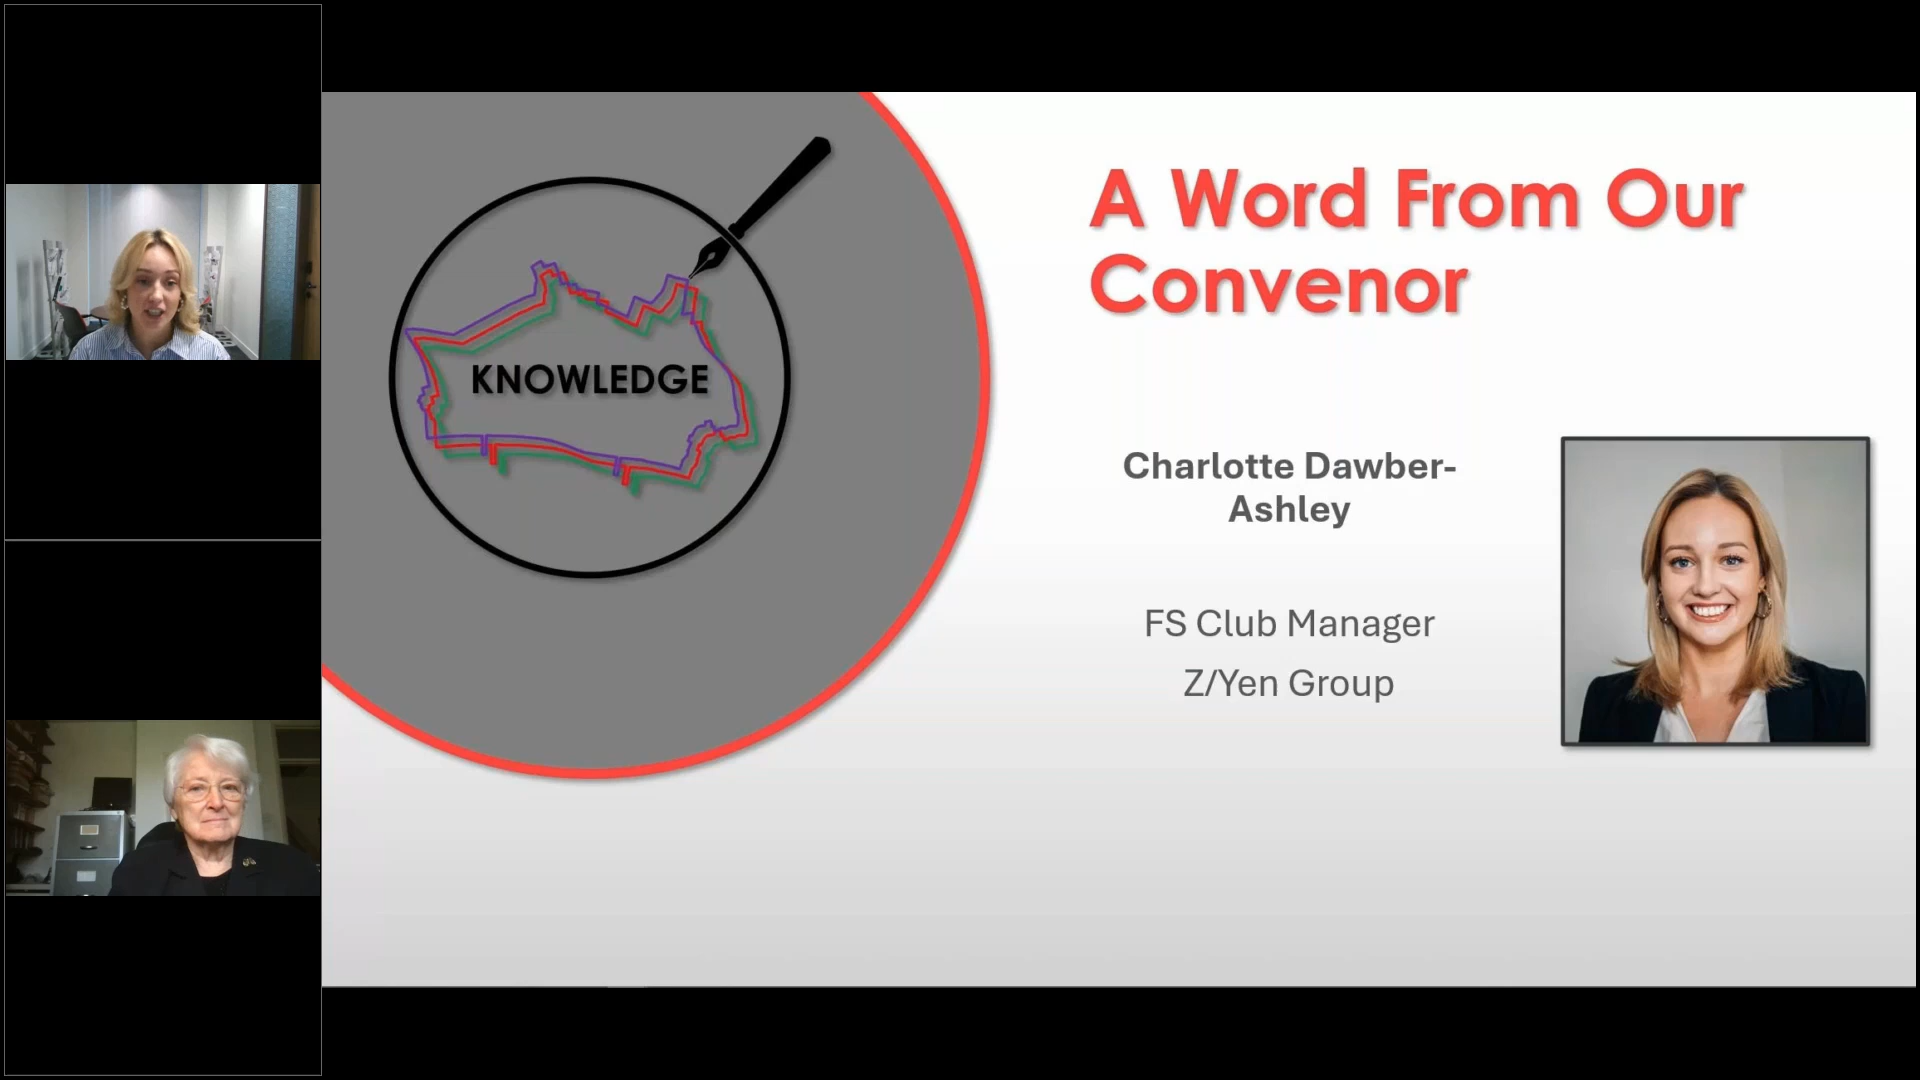 KNOWLEDGE
A Word From Our
Convenor
Charlotte Dawber-
Ashley
FS Club Manager
Z/Yen Group